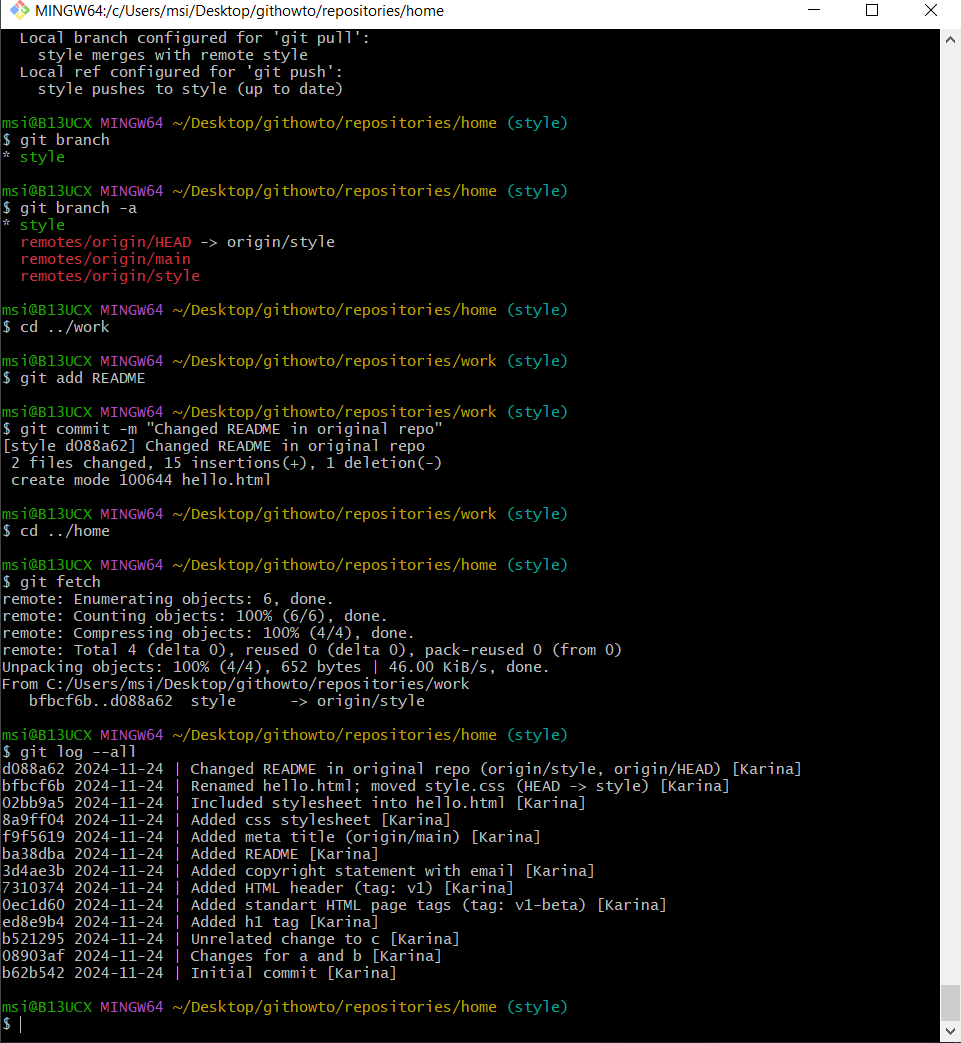 MINGW64:/c/Users/msi/Desktop/githowto/repositories/home
Local branch configured for 'git pull':
style merges with remote style
Local ref configured for 'git push':
style pushes to style (up to date)
msi@B13UCX MINGW64 ~/Desktop/githowto/repositories/home (style)
$ git branch
* style
msi@B13UCX MINGW64 ~/Desktop/githowto/repositories/home (style)
$ git branch -a
* style
remotes/origin/HEAD -> origin/style
remotes/origin/main
remotes/origin/style
msi@B13UCX MINGW64 ~/Desktop/githowto/repositories/home (style)
$ cd ../work
msi@B13UCX MINGW64 ~/Desktop/githowto/repositories/work (style)
$ git add README
msi@B13UCX MINGW64 ~/Desktop/githowto/repositories/work (style)
$ git commit -m "Changed README in original repo"
[style d088a62] Changed README in original repo
2 files changed, 15 insertions(+), 1 deletion(-)
create mode 100644 hello.html
msi@B13UCX MINGW64 ~/Desktop/githowto/repositories/work (style)
$ cd ../home
msi@B13UCX MINGW64 ~/Desktop/githowto/repositories/home (style)
$ git fetch
remote: Enumerating objects: 6, done.
remote: Counting objects: 100% (6/6), done.
remote: Compressing objects: 100% (4/4), done.
remote: Total 4 (delta 0), reused 0 (delta 0), pack-reused 0 (from 0)
Unpacking objects: 100% (4/4), 652 bytes | 46.00 KiB/s, done.
From C:/Users/msi/Desktop/githowto/repositories/work
bfbcf6b..d088a62  style      -> origin/style
msi@B13UCX MINGW64 ~/Desktop/githowto/repositories/home (style)
$ git log --all
d088a62 2024-11-24 | Changed README in original repo (origin/style, origin/HEAD) [Karina]
bfbcf6b 2024-11-24 | Renamed hello.html; moved style.css (HEAD -> style) [Karina]
02bb9a5 2024-11-24 | Included stylesheet into hello.html [Karina]
8a9ff04 2024-11-24 | Added css stylesheet [Karina]
f9f5619 2024-11-24 | Added meta title (origin/main) [Karina]
ba38dba 2024-11-24 | Added README [Karina]
3d4ae3b 2024-11-24 | Added copyright statement with email [Karina]
7310374 2024-11-24 | Added HTML header (tag: v1) [Karina]
0ec1d60 2024-11-24 | Added standart HTML page tags (tag: v1-beta) [Karina]
ed8e9b4 2024-11-24 | Added h1 tag [Karina]
b521295 2024-11-24 | Unrelated change to c [Karina]
08903af 2024-11-24 | Changes for a and b [Karina]
b62b542 2024-11-24 | Initial commit [Karina]
msi@B13UCX MINGW64 ~/Desktop/githowto/repositories/home (style)
$